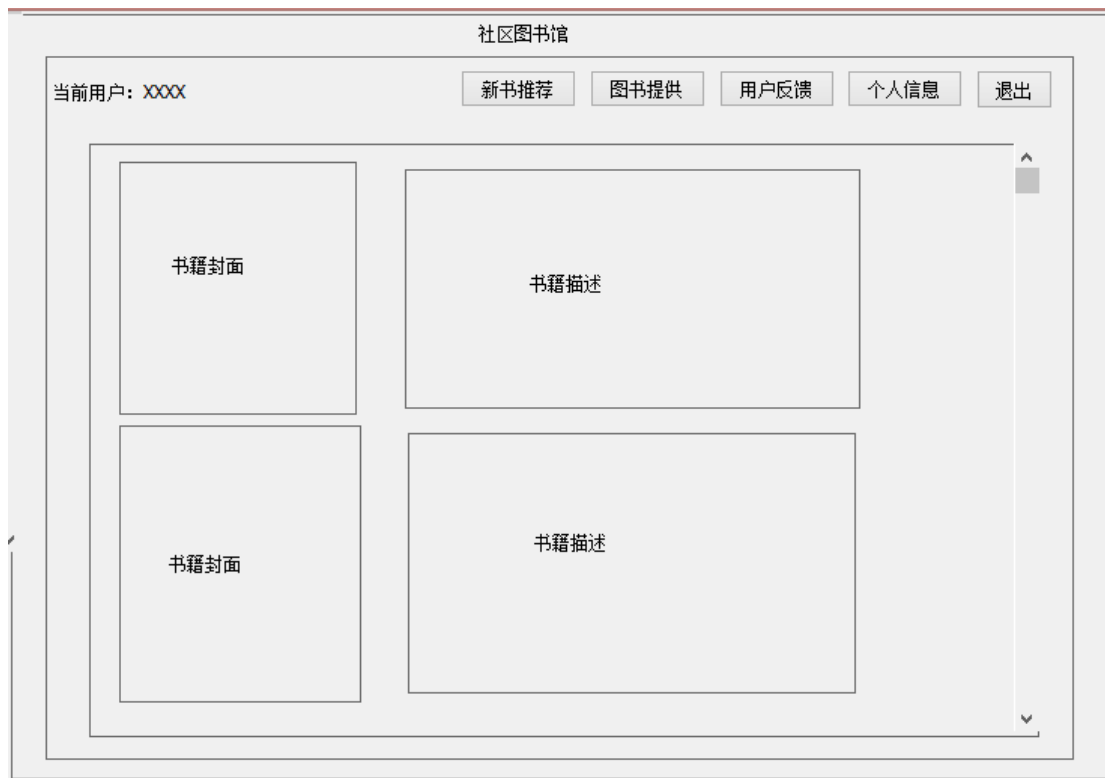 社区图书馆
当前用户：XXXX
新书推荐
图书提供
用户反馈
个人信息
退出
书籍封面
书籍描述
书籍封面
书籍描述